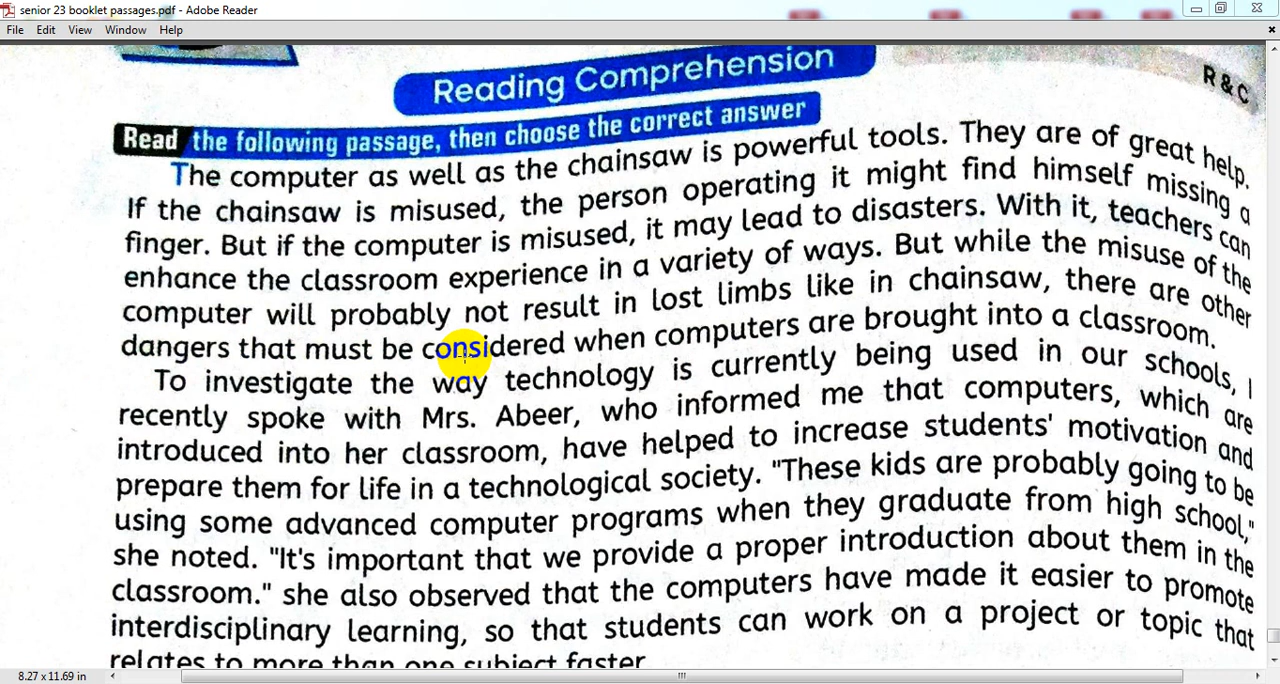 senior 23 booklet passages.pdf - Adobe Reader
File Edit View Window Help
Reading Comprehension
R & C
Read the following passage, then choose the correct answer
The computer as well as the chainsaw is powerful tools. They are of great help.
If the chainsaw is misused, the person operating it might find himself missing a
finger. But if the computer is misused, it may lead to disasters. With it, teachers can
enhance the classroom experience in a variety of ways. But while the misuse of the
computer will probably not result in lost limbs like in chainsaw, there are other
dangers that must be considered when computers are brought into a classroom.
To investigate the way technology is currently being used in our schools, I
recently spoke with Mrs. Abeer, who informed me that computers, which are
introduced into her classroom, have helped to increase students' motivation and
prepare them for life in a technological society. "These kids are probably going to be
using some advanced computer programs when they graduate from high school,"
she noted. "It's important that we provide a proper introduction about them in the
classroom." she also observed that the computers have made it easier to promote
interdisciplinary learning, so that students can work on a project or topic that
relates to more than one subject faster.
8.27 x 11.69 in